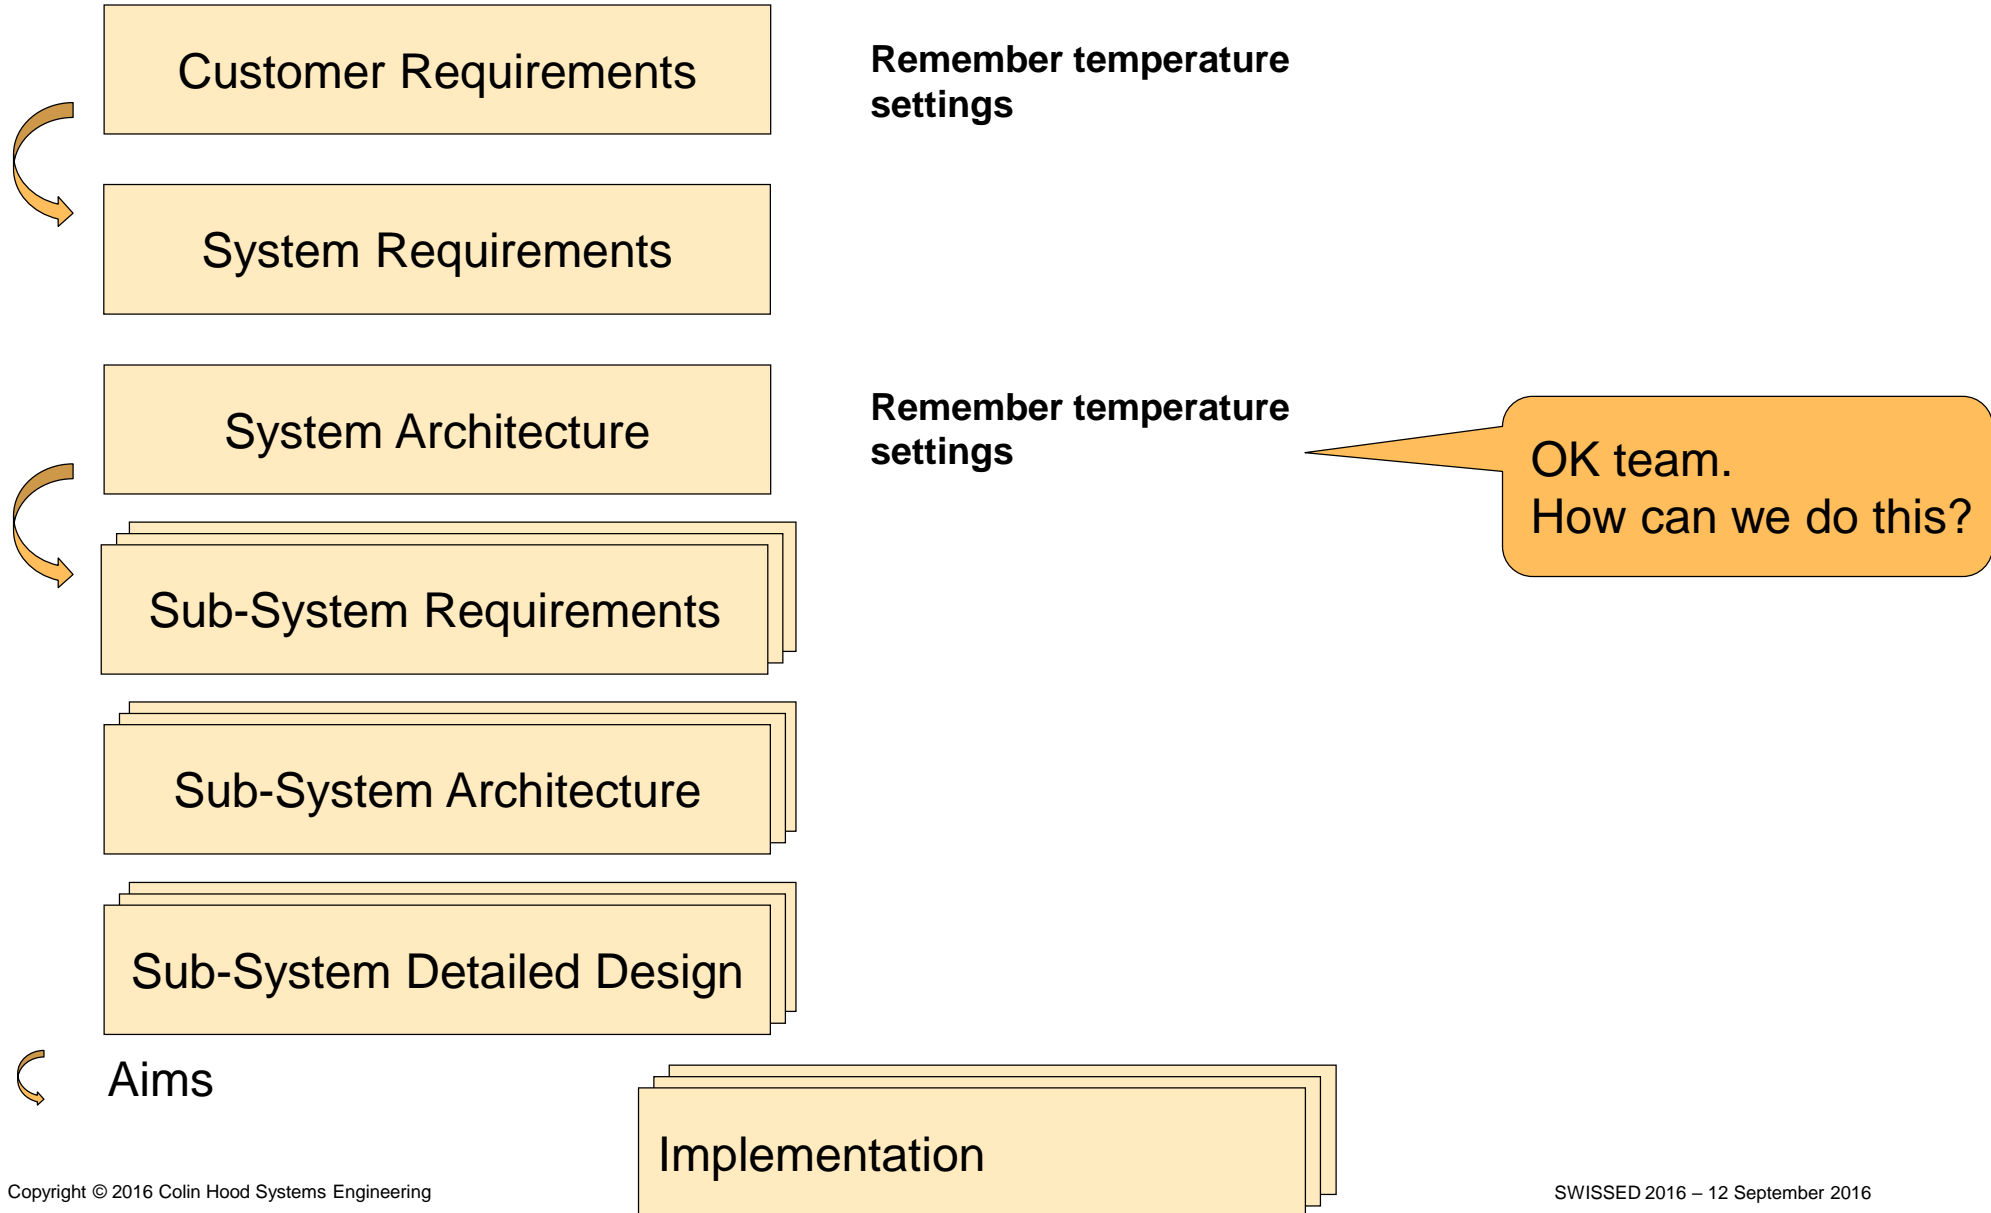 Customer Requirements
Remember temperature
settings
System Requirements
System Architecture
Remember temperature
settings
OK team.
How can we do this?
Sub-System Requirements
Sub-System Architecture
Sub-System Detailed Design
Aims
Implementation
Copyright © 2016 Colin Hood Systems Engineering
SWISSED 2016 – 12 September 2016